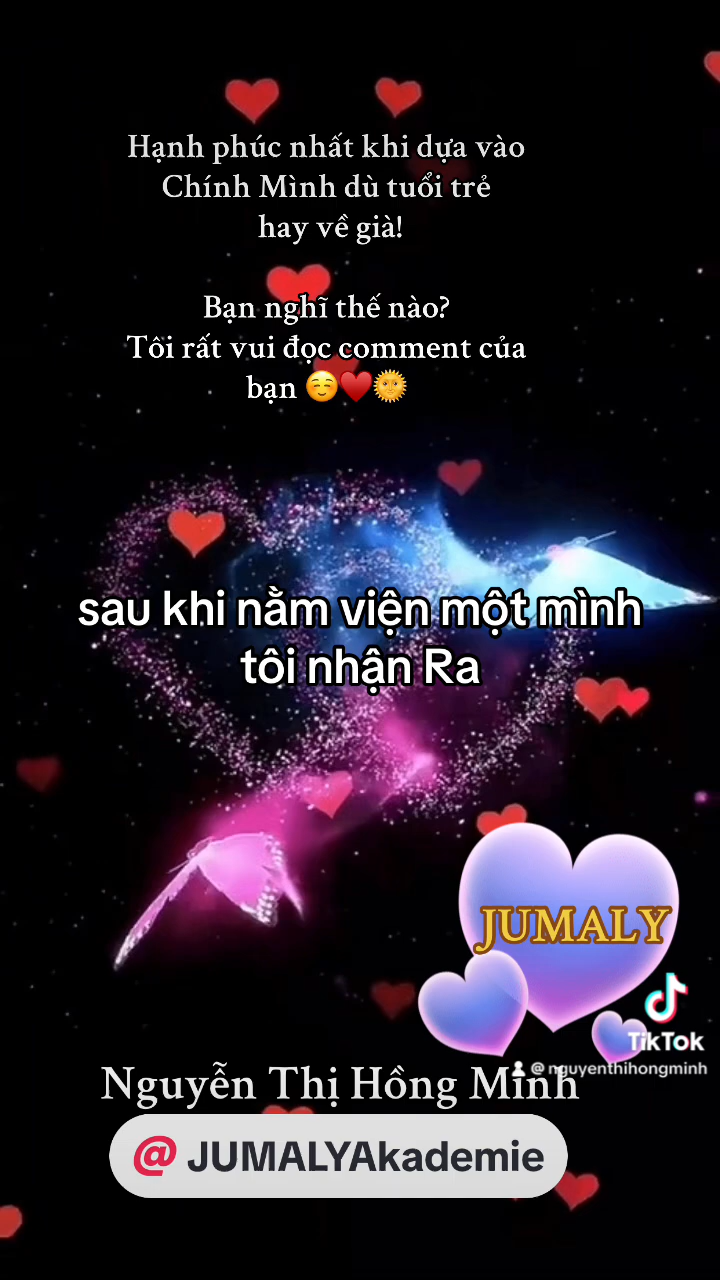 Hạnh phúc nhất khi dựa vào
Chính Mình dù tuổi trẻ
hay về già!
Bạn nghĩ thế nào?
Tôi rất vui đọc comment của
bạn ☺️♥️🌞
sau khi nằm viện một mình
tôi nhận Ra
JUMALY
TikTok
@nguyenthihongminh
Nguyễn Thị Hồng Minh
@ JUMALYAkademie